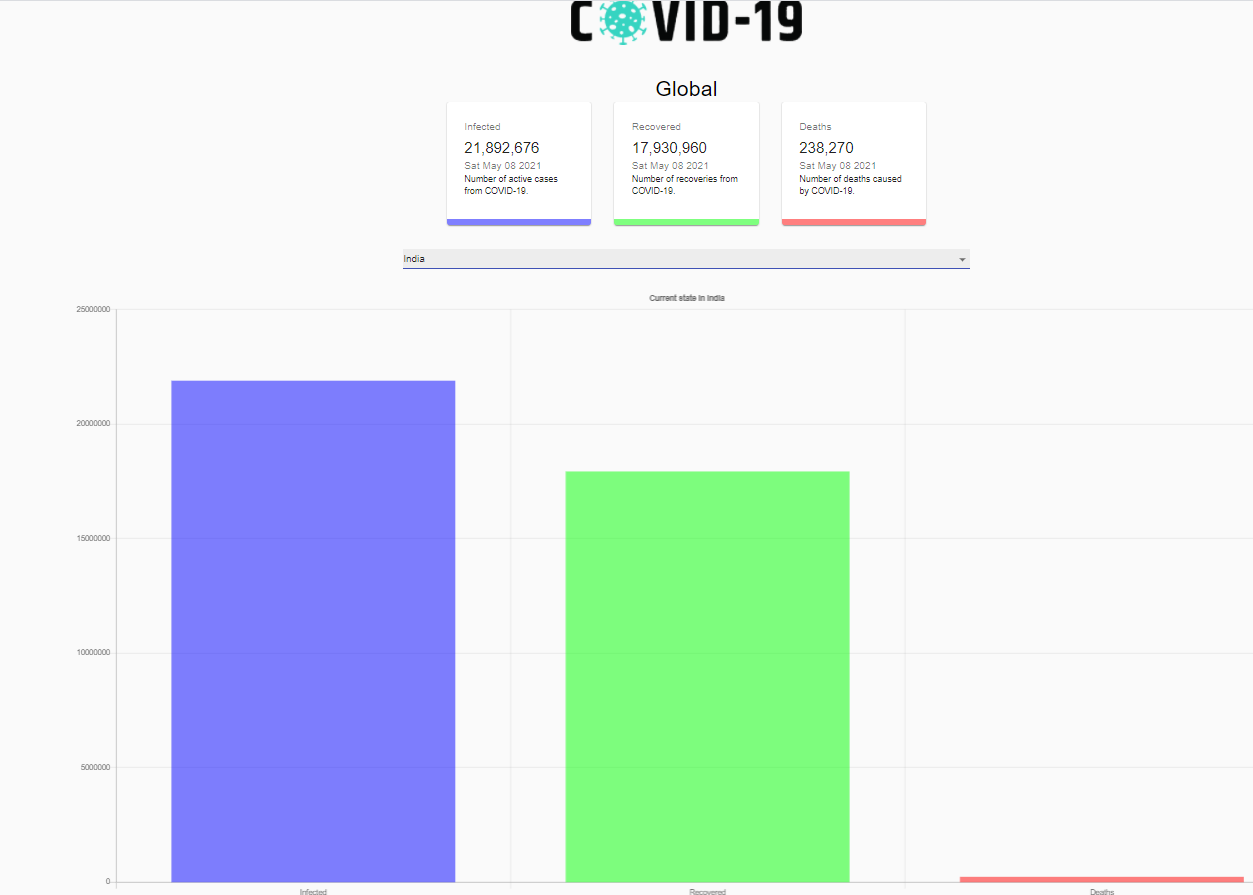 COVID-19
Global
Infected
21,892,676
Sat May 08 2021
Number of active cases
from COVID-19.
Recovered
17,930,960
Sat May 08 2021
Number of recoveries from
COVID-19.
Deaths
238,270
Sat May 08 2021
Number of deaths caused
by COVID-19.
India
Current state in India
25000000
20000000
15000000
10000000
5000000
0
Infected
Recovered
Deaths